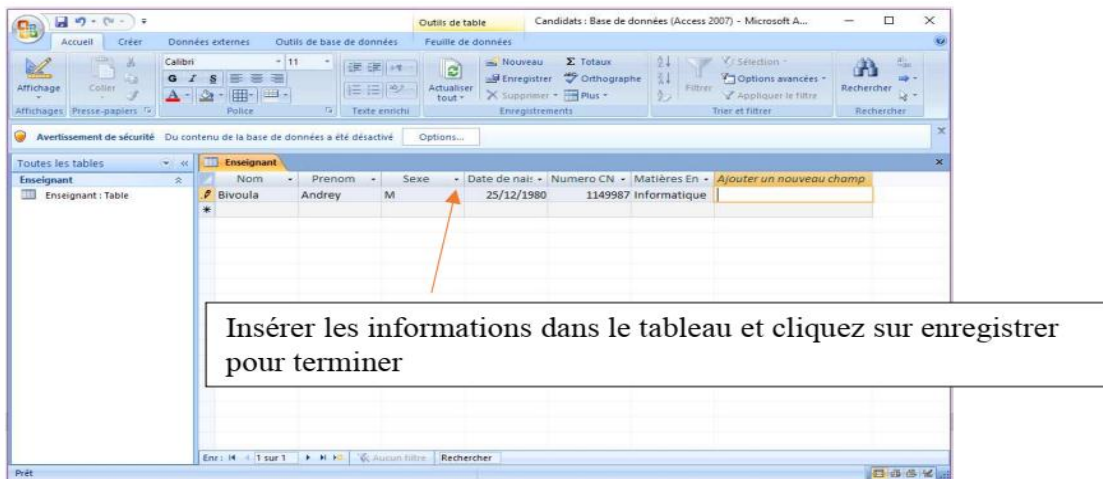 Outils de table Candidats : Base de données (Access 2007) - Microsoft A...
Accueil Créer Données externes Outils de base de données Feuille de données
Affichage
Coller
Calibri 11
G I S
Actualiser tout
Nouveau
Enregistrer
Supprimer
Σ Totaux
Orthographe
Plus
Filtrer
Sélection
Options avancées
Appliquer le filtre
Rechercher
Affichages Presse-papiers Police Texte enrichi Enregistrements Trier et filtrer Rechercher
Avertissement de sécurité Du contenu de la base de données a été désactivé Options...
Toutes les tables
Enseignant
Enseignant : Table
Enseignant
Nom Prenom Sexe Date de nais Numero CN Matières En Ajouter un nouveau champ
Bivoula Andrey M 25/12/1980 1149987 Informatique
Insérer les informations dans le tableau et cliquez sur enregistrer
pour terminer
Enr : 1 sur 1 Aucun filtre Rechercher
Prêt